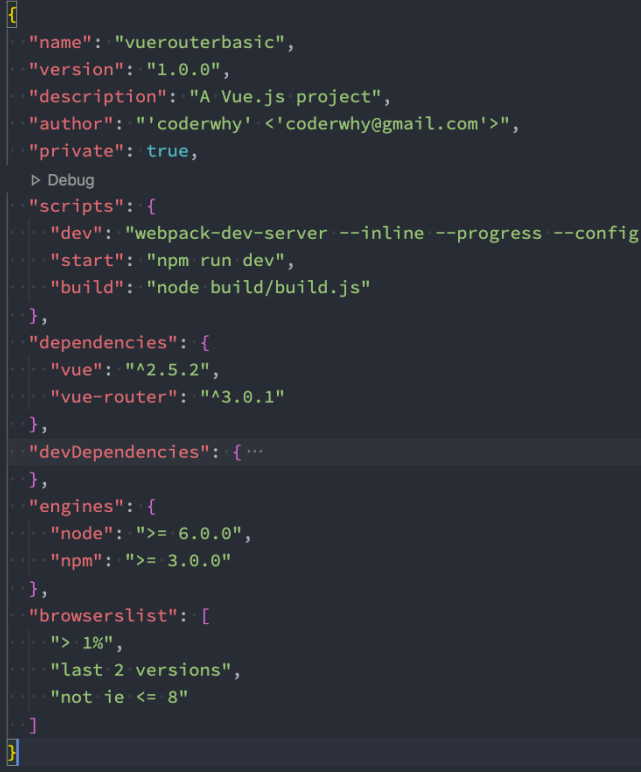 {
  "name": "vuerouterbasic",
  "version": "1.0.0",
  "description": "A Vue.js project",
  "author": "'coderwhy' <'coderwhy@gmail.com'>",
  "private": true,
  Debug
  "scripts": {
    "dev": "webpack-dev-server --inline --progress --config
    "start": "npm run dev",
    "build": "node build/build.js"
  },
  "dependencies": {
    "vue": "^2.5.2",
    "vue-router": "^3.0.1"
  },
  "devDependencies": { ···
  },
  "engines": {
    "node": ">= 6.0.0",
    "npm": ">= 3.0.0"
  },
  "browserslist": [
    "> 1%",
    "last 2 versions",
    "not ie <= 8"
  ]
}